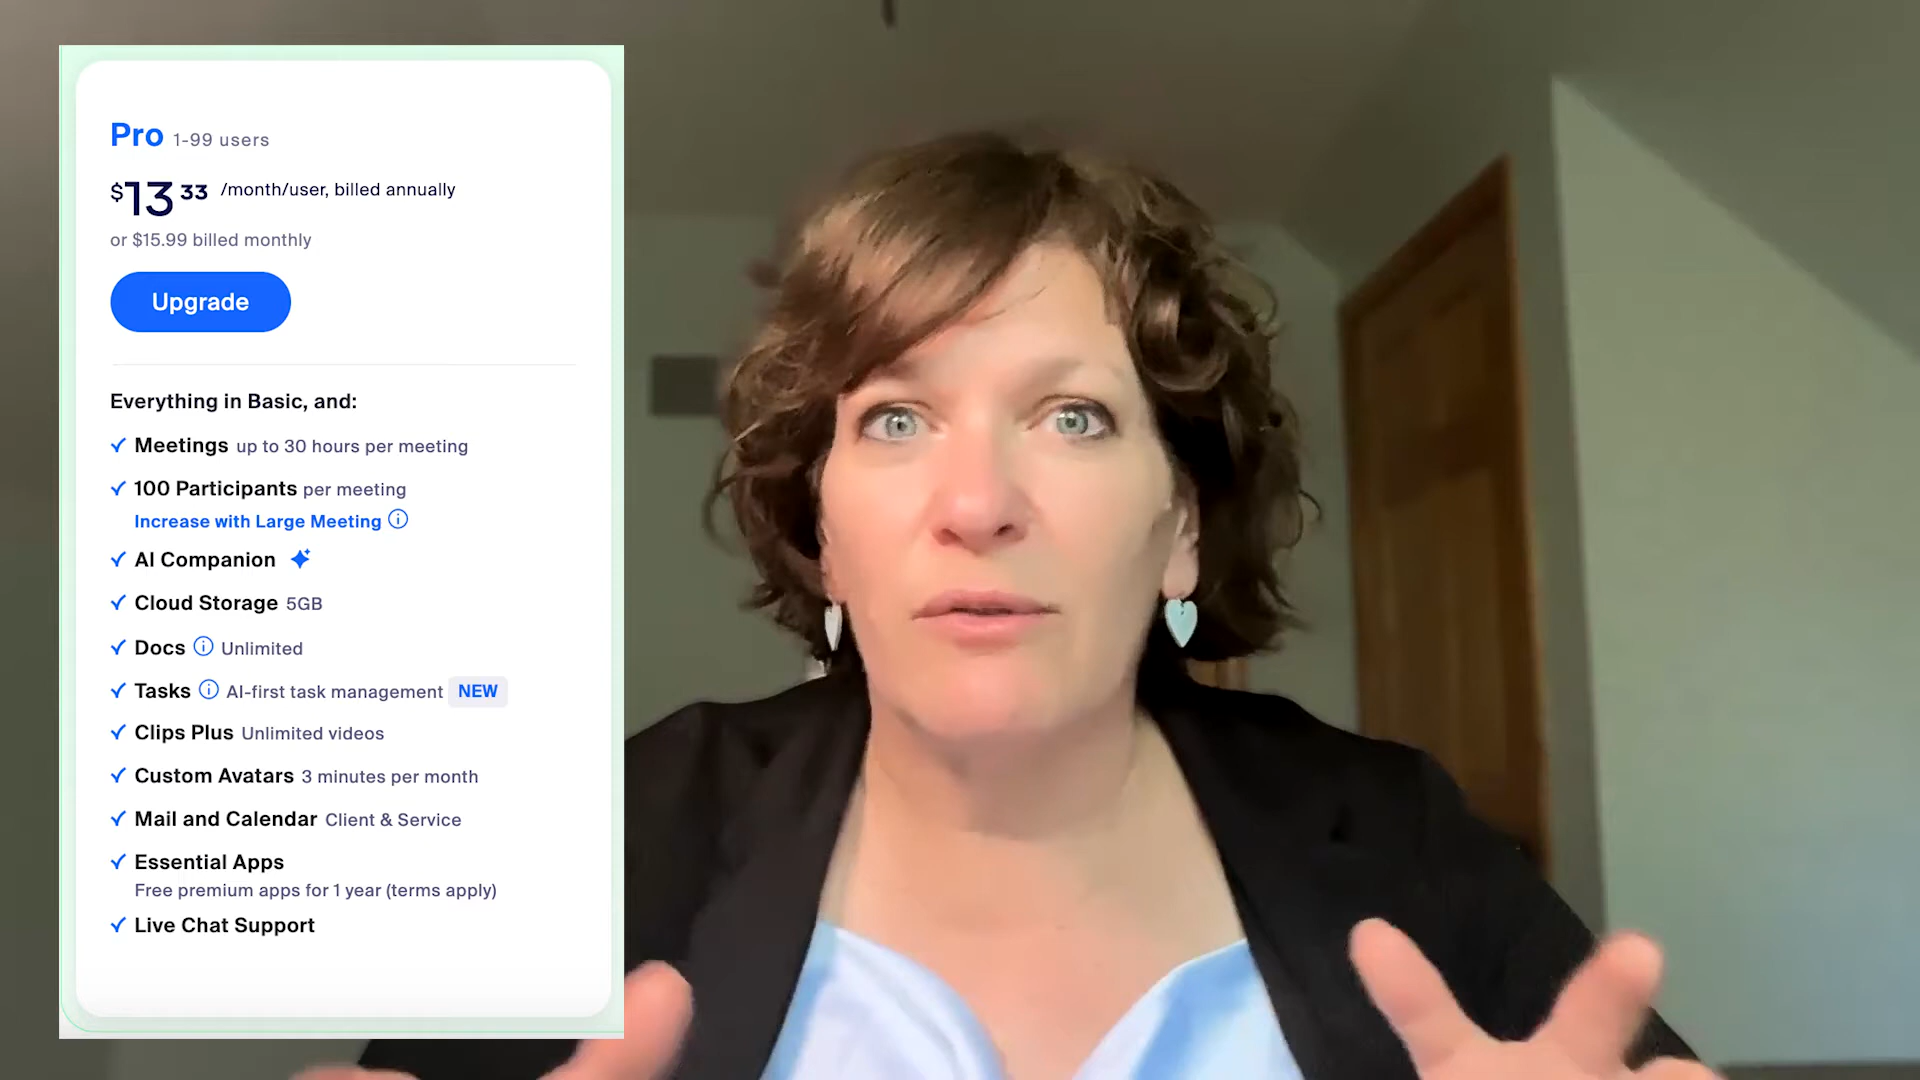 Pro 1-99 users
$13 33 /month/user, billed annually
or $15.99 billed monthly
Upgrade
Everything in Basic, and:
Meetings up to 30 hours per meeting
100 Participants per meeting
Increase with Large Meeting
AI Companion
Cloud Storage 5GB
Docs Unlimited
Tasks AI-first task management NEW
Clips Plus Unlimited videos
Custom Avatars 3 minutes per month
Mail and Calendar Client & Service
Essential Apps
Free premium apps for 1 year (terms apply)
Live Chat Support